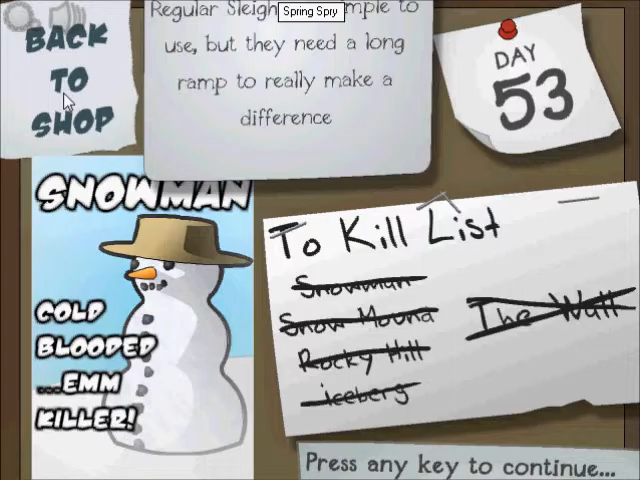 BACK
TO
SHOP
Regular Sleigh
Spring Spry
mple to
use, but they need a long
ramp to really make a
difference
DAY
53
SNOWMAN
COLD
BLOODED
...EMM
KILLER!
To Kill List
Snowman
Snow Mound
Rocky Hill
iceberg
The Wall
Press any key to continue...